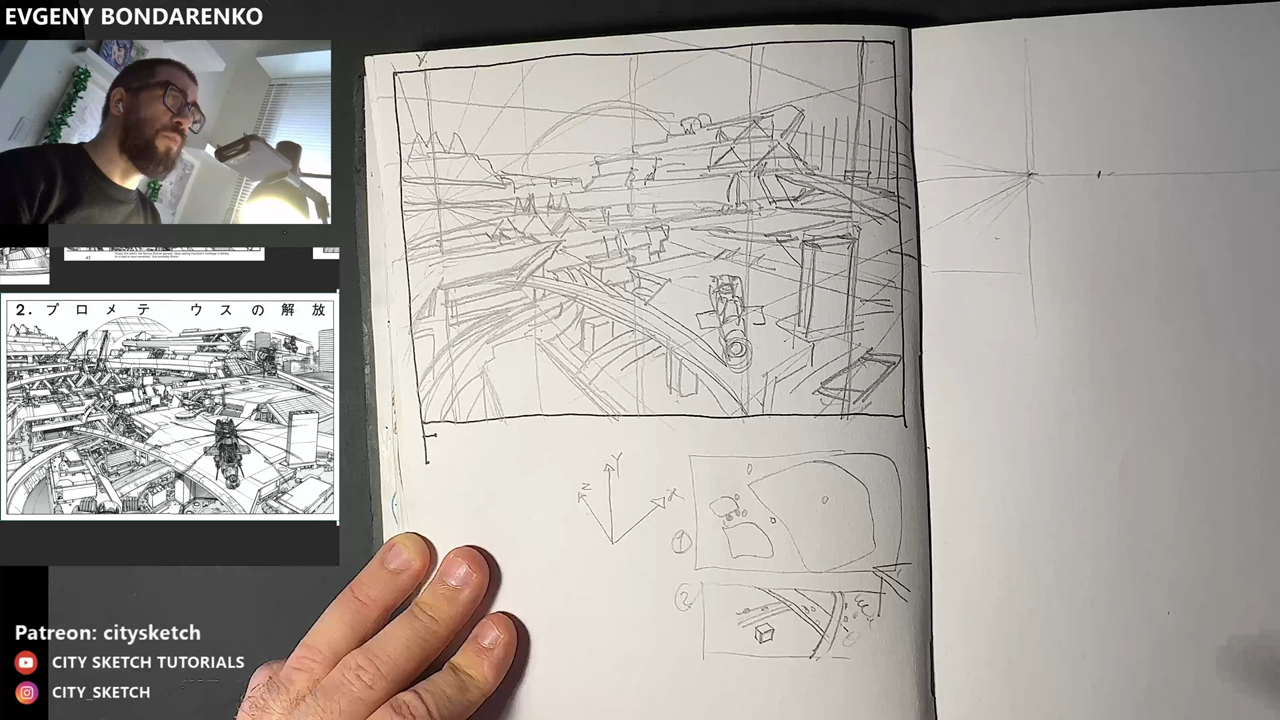 EVGENY BONDARENKO
2. プロメテウスの解放
Y
Z
X
1
2
Patreon: citysketch
CITY SKETCH TUTORIALS
CITY_SKETCH